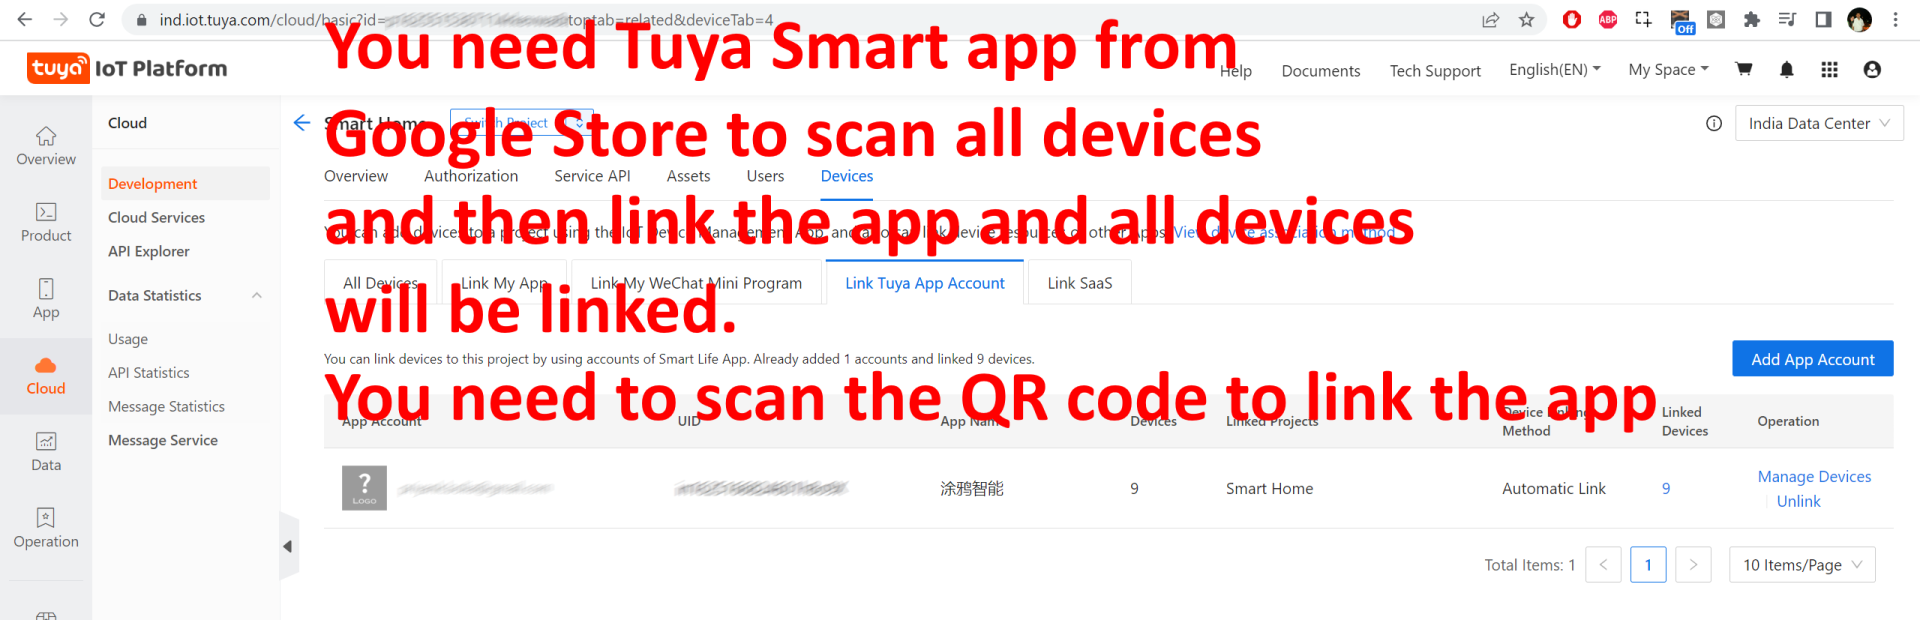 ind.iot.tuya.com/cloud/basic?id=
toptab=related&deviceTab=4
ABP
Off
You need Tuya Smart app from
Google Store to scan all devices
and then link the app and all devices
will be linked.
You need to scan the QR code to link the app
tuya IoT Platform
Help
Documents
Tech Support
English(EN)
My Space
Overview
Product
App
Cloud
Data
Operation
Cloud
Development
Cloud Services
API Explorer
Data Statistics
Usage
API Statistics
Message Statistics
Message Service
Smart Home
Switch Project
India Data Center
Overview
Authorization
Service API
Assets
Users
Devices
You can add devices to a project using the IoT Device Management App, and also can link device resources of other Apps. View device association method
All Devices
Link My App
Link My WeChat Mini Program
Link Tuya App Account
Link SaaS
You can link devices to this project by using accounts of Smart Life App. Already added 1 accounts and linked 9 devices.
Add App Account
App Account
UID
App Name
Devices
Linked Projects
Device Linking Method
Linked Devices
Operation
?
LOGO
涂鸦智能
9
Smart Home
Automatic Link
9
Manage Devices
Unlink
Total Items: 1
<
1
>
10 Items/Page